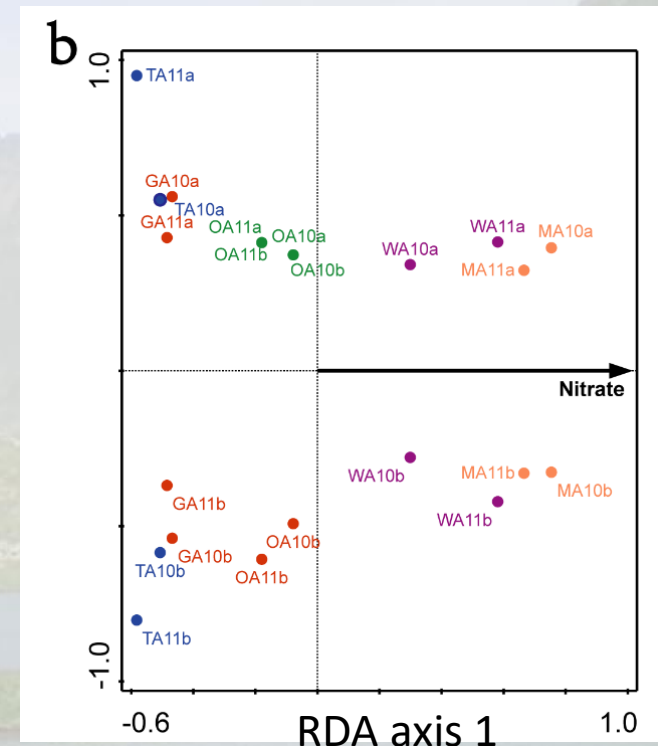 b
1.0
TA11a
GA10a
TA10a
GA11a
OA11a
OA10a
OA11b
OA10b
WA11a
MA10a
WA10a
MA11a
Nitrate
WA10b
MA11b
MA10b
WA11b
GA11b
OA10b
GA10b
TA10b
OA11b
TA11b
-1.0
-0.6
RDA axis 1
1.0